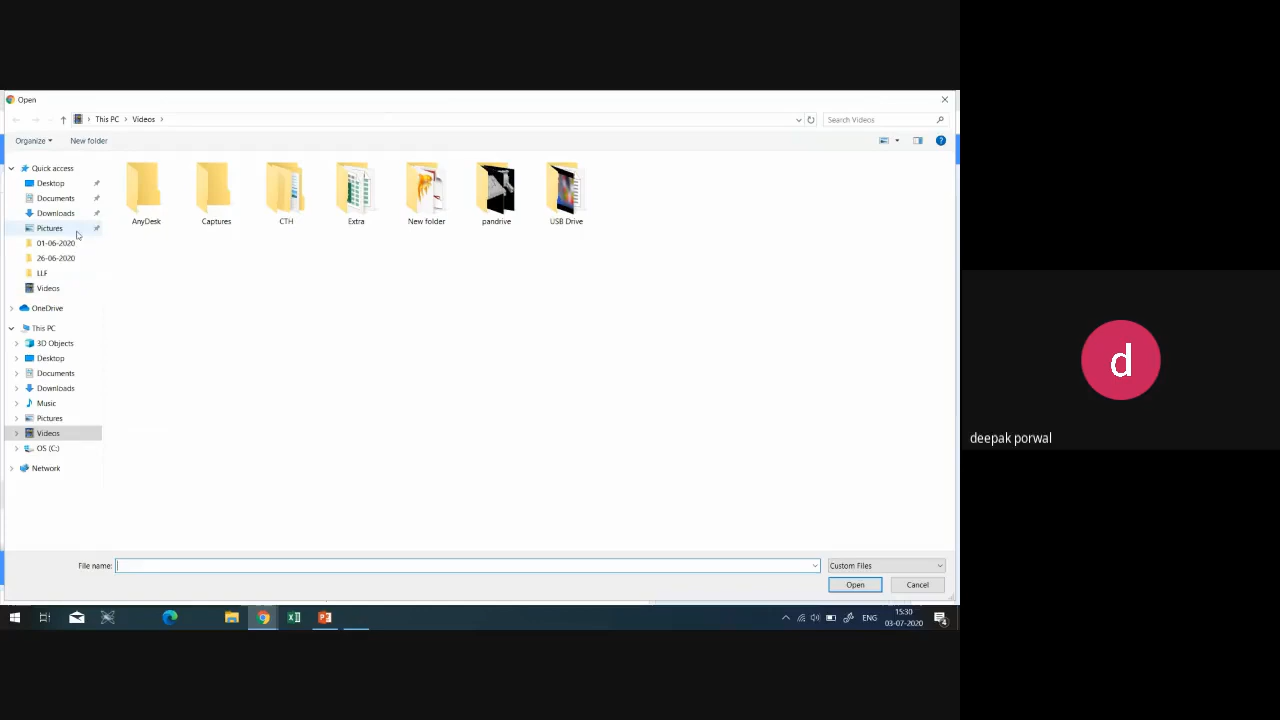 Open
This PC > Videos >
Search Videos
Organize
New folder
Quick access
Desktop
Documents
Downloads
Pictures
01-06-2020
26-06-2020
LLF
Videos
OneDrive
This PC
3D Objects
Desktop
Documents
Downloads
Music
Pictures
Videos
OS (C:)
Network
AnyDesk
Captures
CTH
Extra
New folder
pandrive
USB Drive
File name:
Custom Files
Open
Cancel
ENG
15:30
03-07-2020
4
d
deepak porwal